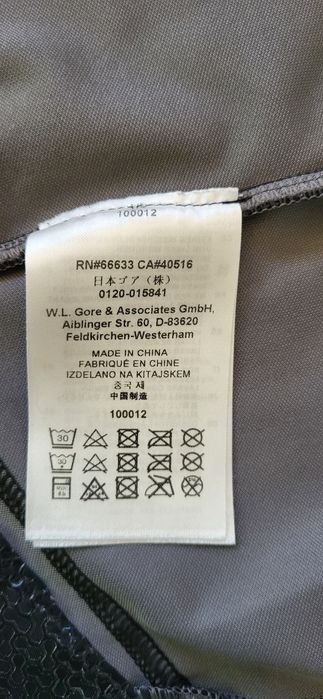 100012
RN#66633 CA#40516
日本ゴア（株）
0120-015841
W.L. Gore & Associates GmbH,
Aiblinger Str. 60, D-83620
Feldkirchen-Westerham
MADE IN CHINA
FABRIQUÉ EN CHINE
IZDELANO NA KITAJSKEM
중국 제
中国制造
100012
30
30